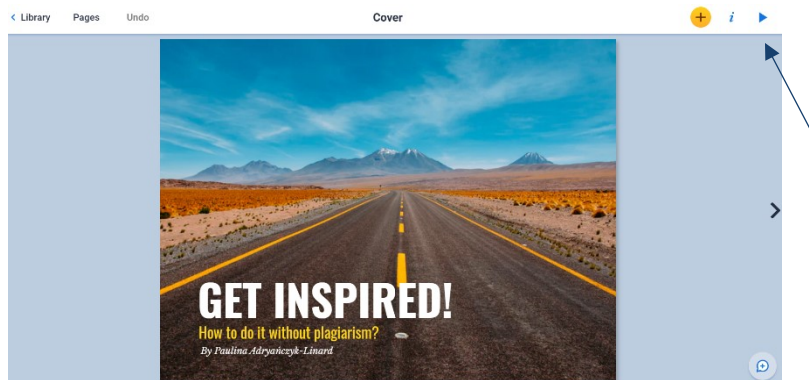 Library Pages Undo Cover
GET INSPIRED!
How to do it without plagiarism?
By Paulina Adryańczyk-Linard